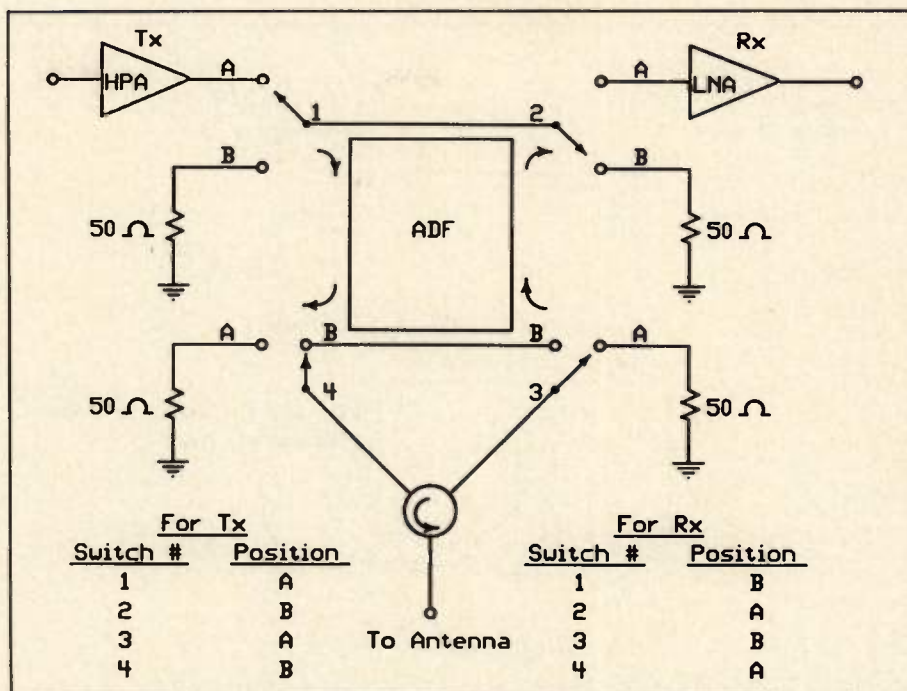 Tx
Rx
HPA
A
1
2
A
LNA
B
B
50 Ω
ADF
50 Ω
A
B
B
A
50 Ω
4
3
50 Ω
For Tx
Switch # Position
1 A
2 B
3 A
4 B
To Antenna
For Rx
Switch # Position
1 B
2 A
3 B
4 A